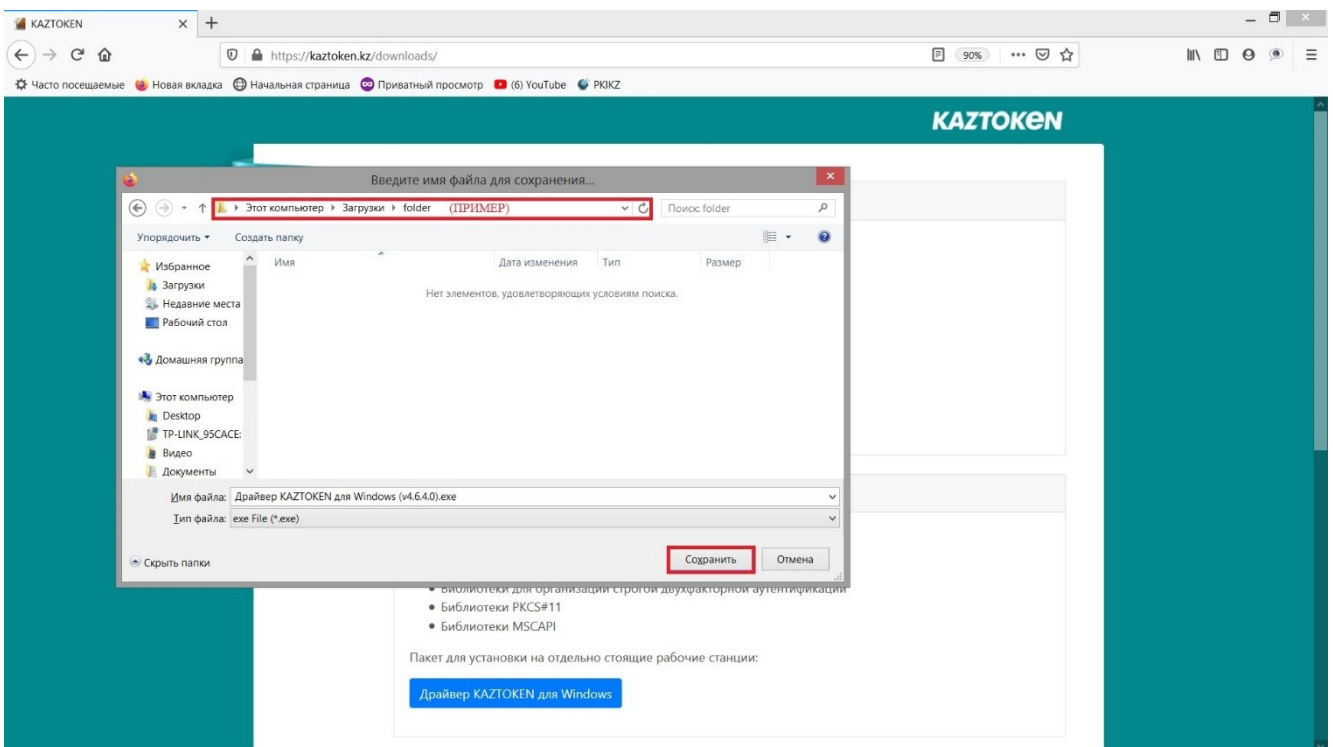 KAZTOKEN
https://kaztoken.kz/downloads/
90%
Часто посещаемые Новая вкладка Начальная страница Приватный просмотр (6) YouTube PKIKZ
KAZTOKEN
Введите имя файла для сохранения...
Этот компьютер Загрузки folder (ПРИМЕР) Поиск: folder
Упорядочить Создать папку
Имя Дата изменения Тип Размер
Нет элементов, удовлетворяющих условиям поиска.
Избранное
Загрузки
Недавние места
Рабочий стол
Домашняя группа
Этот компьютер
Desktop
TP-LINK_95CACE:
Видео
Документы
Имя файла: Драйвер KAZTOKEN для Windows (v4.6.4.0).exe
Тип файла: exe File (*.exe)
Скрыть папки Сохранить Отмена
Библиотеки для организации строгой двухфакторной аутентификации
Библиотеки PKCS#11
Библиотеки MSCAPI
Пакет для установки на отдельно стоящие рабочие станции:
Драйвер KAZTOKEN для Windows